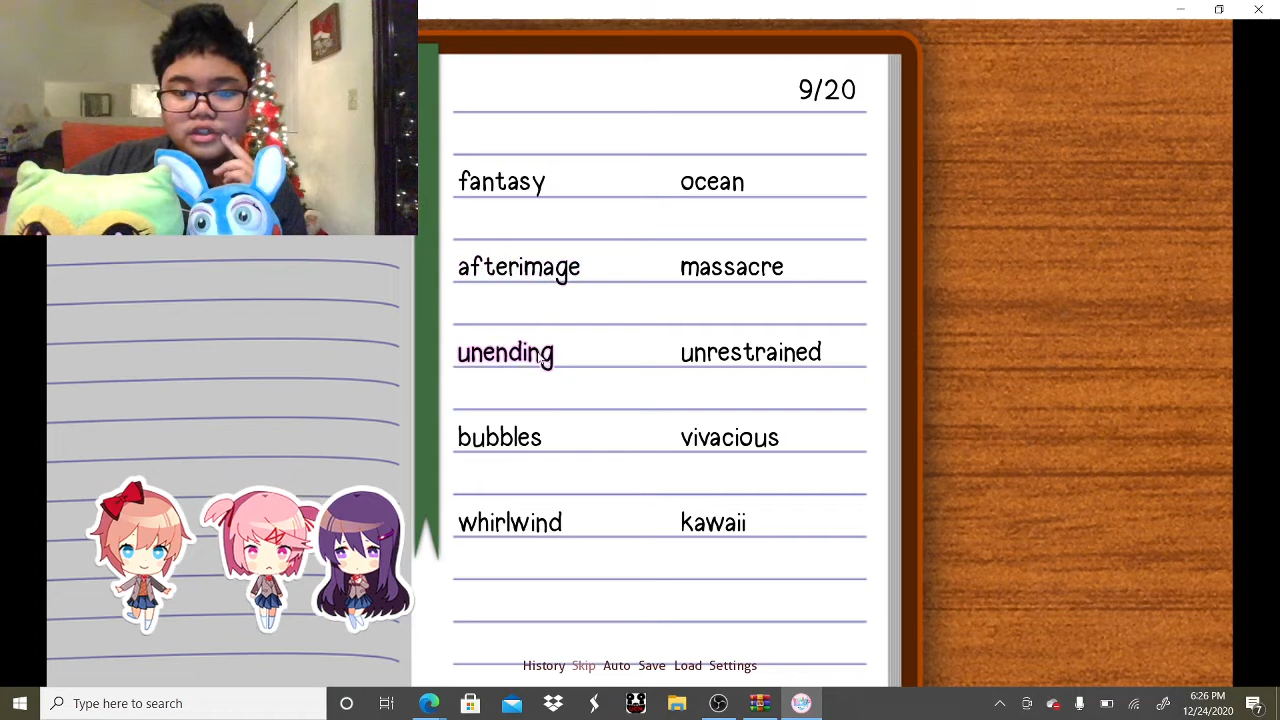 9/20
fantasy ocean
afterimage massacre
unending unrestrained
bubbles vivacious
whirlwind kawaii
History Skip Auto Save Load Settings
Type here to search
6:26 PM
12/24/2020
7